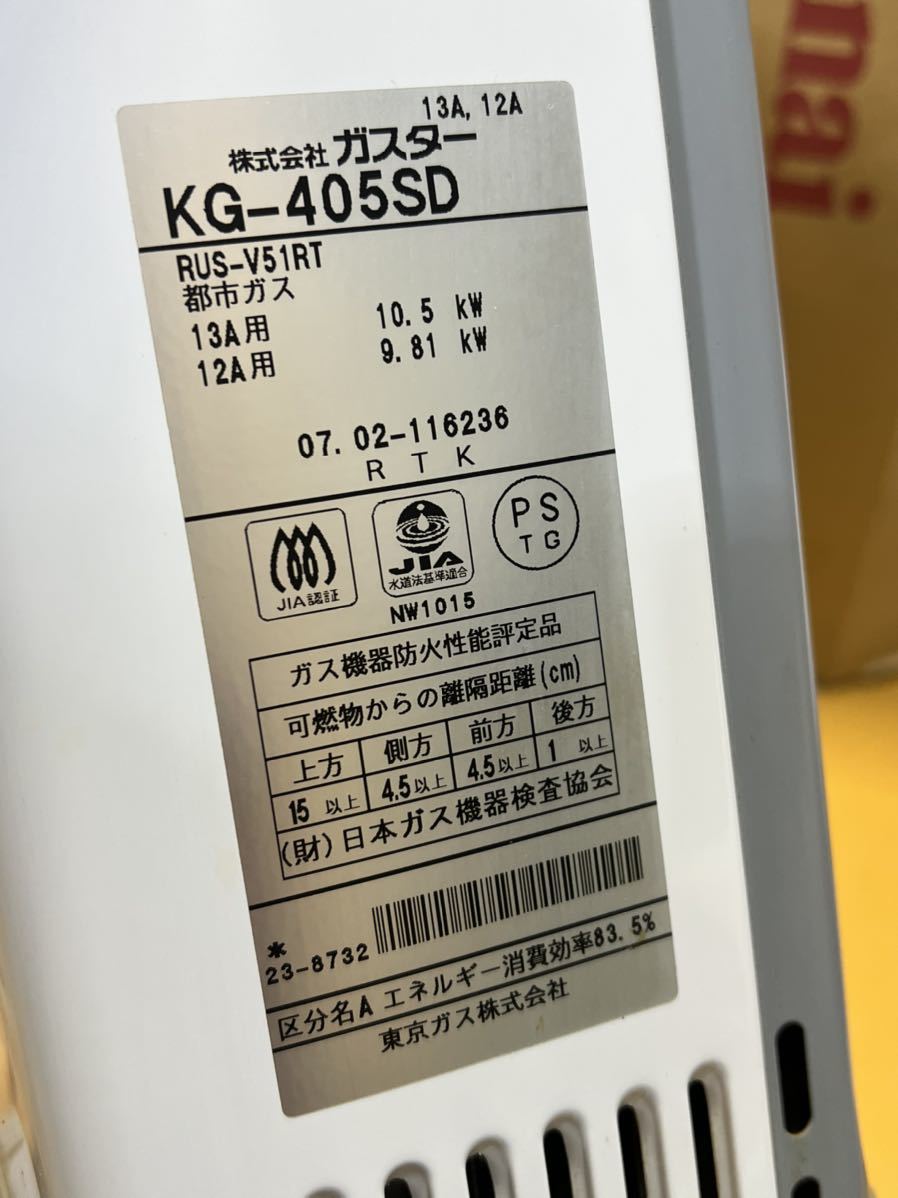 13A, 12A
株式会社 ガスター
KG-405SD
RUS-V51RT
都市ガス
13A用 10.5 kW
12A用 9.81 kW
07. 02-116236
R T K
JIA認証
JIA
水道法基準適合
NW1015
PS
TG
ガス機器防火性能評定品
可燃物からの離隔距離(cm)
上方 側方 前方 後方
15 以上 4.5以上 4.5以上 1 以上
(財)日本ガス機器検査協会
*
23-8732
区分名A エネルギー消費効率83.5%
東京ガス株式会社
nai